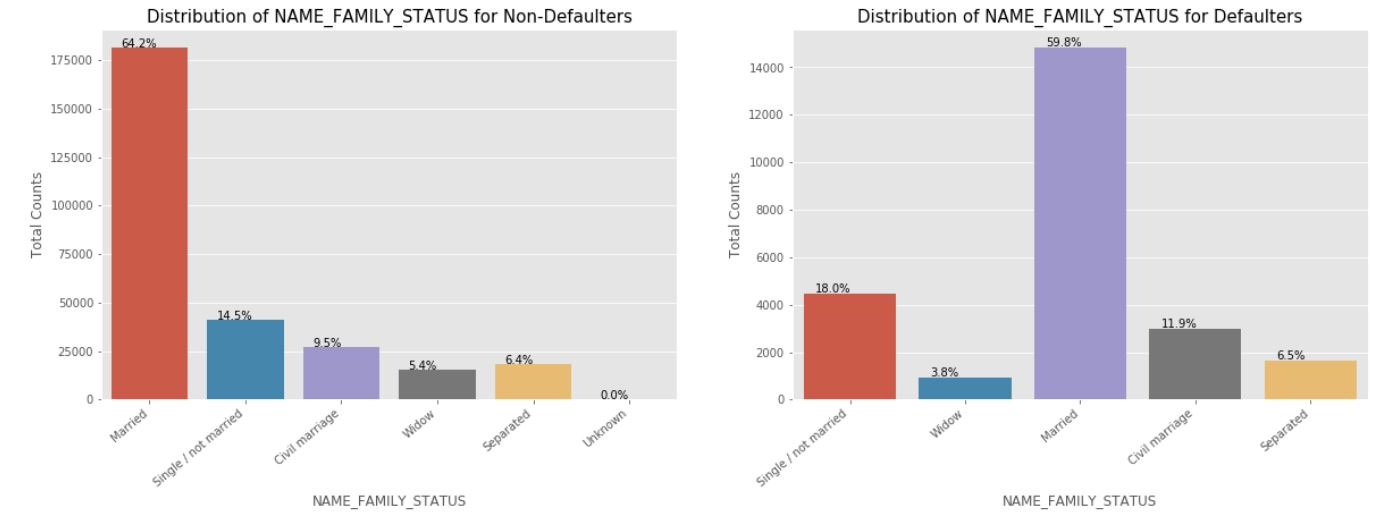 Distribution of NAME_FAMILY_STATUS for Non-Defaulters
Total Counts
175000
150000
125000
100000
75000
50000
25000
0
64.2%
14.5%
9.5%
5.4%
6.4%
0.0%
Married
Single / not married
Civil marriage
Widow
Separated
Unknown
NAME_FAMILY_STATUS
Distribution of NAME_FAMILY_STATUS for Defaulters
Total Counts
14000
12000
10000
8000
6000
4000
2000
0
18.0%
3.8%
59.8%
11.9%
6.5%
Single / not married
Widow
Married
Civil marriage
Separated
NAME_FAMILY_STATUS